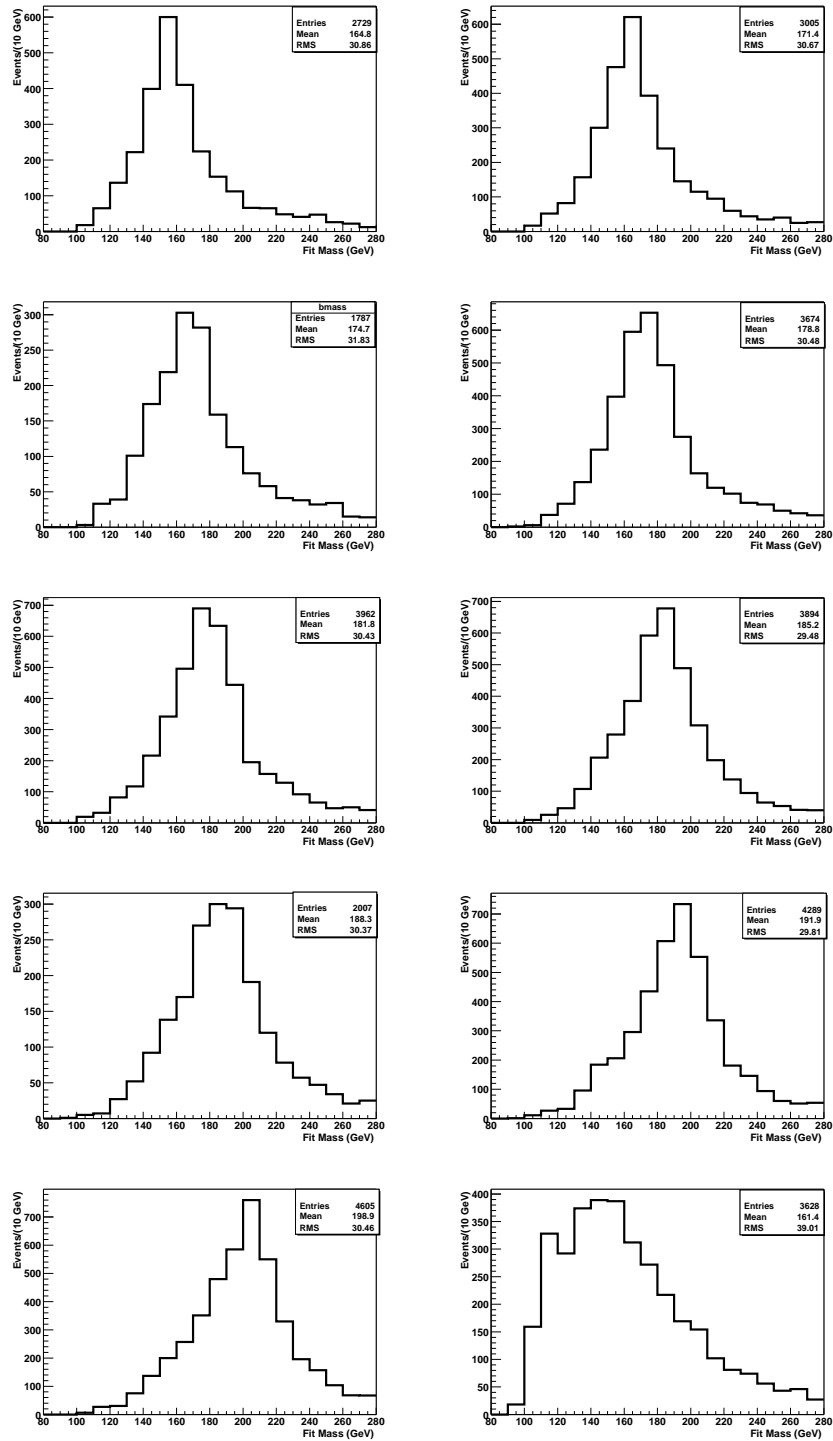 Events/(10 GeV)
600
500
400
300
200
100
0
Entries 2729
Mean 164.8
RMS 30.86
80 100 120 140 160 180 200 220 240 260 280
Fit Mass (GeV)
Events/(10 GeV)
600
500
400
300
200
100
0
Entries 3005
Mean 171.4
RMS 30.67
80 100 120 140 160 180 200 220 240 260 280
Fit Mass (GeV)
Events/(10 GeV)
300
250
200
150
100
50
0
bmass
Entries 1787
Mean 174.7
RMS 31.83
80 100 120 140 160 180 200 220 240 260 280
Fit Mass (GeV)
Events/(10 GeV)
600
500
400
300
200
100
0
Entries 3674
Mean 178.8
RMS 30.48
80 100 120 140 160 180 200 220 240 260 280
Fit Mass (GeV)
Events/(10 GeV)
700
600
500
400
300
200
100
0
Entries 3962
Mean 181.8
RMS 30.43
80 100 120 140 160 180 200 220 240 260 280
Fit Mass (GeV)
Events/(10 GeV)
700
600
500
400
300
200
100
0
Entries 3894
Mean 185.2
RMS 29.48
80 100 120 140 160 180 200 220 240 260 280
Fit Mass (GeV)
Events/(10 GeV)
300
250
200
150
100
50
0
Entries 2007
Mean 188.3
RMS 30.37
80 100 120 140 160 180 200 220 240 260 280
Fit Mass (GeV)
Events/(10 GeV)
700
600
500
400
300
200
100
0
Entries 4289
Mean 191.9
RMS 29.81
80 100 120 140 160 180 200 220 240 260 280
Fit Mass (GeV)
Events/(10 GeV)
700
600
500
400
300
200
100
0
Entries 4605
Mean 198.9
RMS 30.46
80 100 120 140 160 180 200 220 240 260 280
Fit Mass (GeV)
Events/(10 GeV)
400
350
300
250
200
150
100
50
0
Entries 3628
Mean 161.4
RMS 39.01
80 100 120 140 160 180 200 220 240 260 280
Fit Mass (GeV)